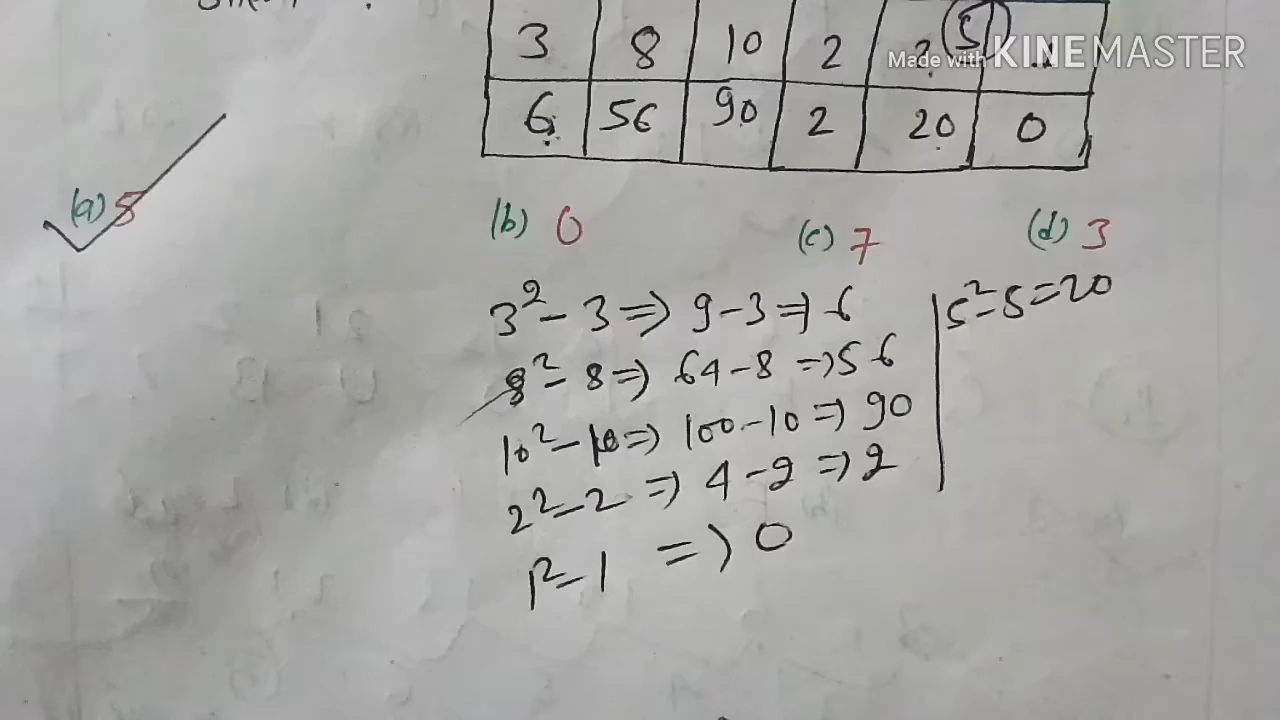 3 8 10 2 ? 5
Made with KINEMASTER
6 56 90 2 20 0
(a) 5 (b) 0 (c) 7 (d) 3
3² - 3 => 9 - 3 => 6 5² - 5 = 20
8² - 8 => 64 - 8 => 56
10² - 10 => 100 - 10 => 90
2² - 2 => 4 - 2 => 2
1² - 1 => 0